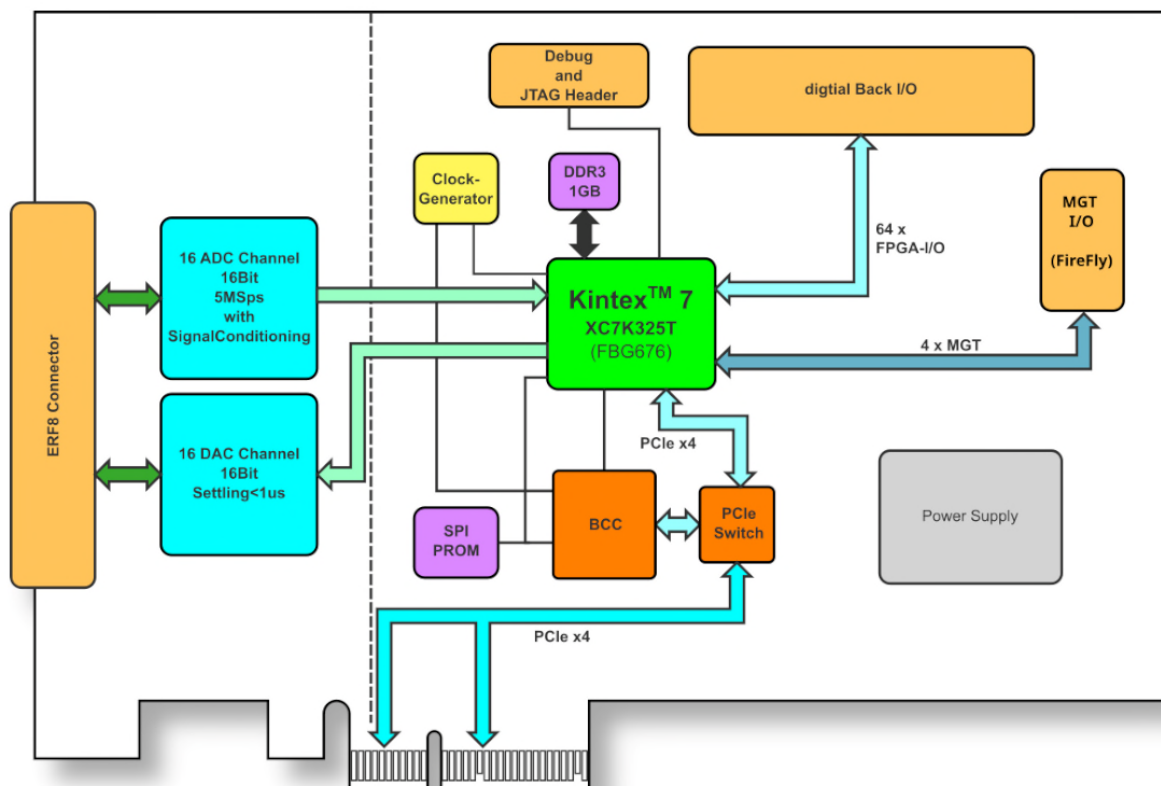 Debug
and
JTAG Header
digtial Back I/O
Clock-
Generator
DDR3
1GB
MGT
I/O
(FireFly)
64 x
FPGA-I/O
ERF8 Connector
16 ADC Channel
16Bit
5MSps
with
SignalConditioning
Kintex™ 7
XC7K325T
(FBG676)
4 x MGT
16 DAC Channel
16Bit
Settling<1us
PCIe x4
SPI
PROM
BCC
PCIe
Switch
Power Supply
PCIe x4